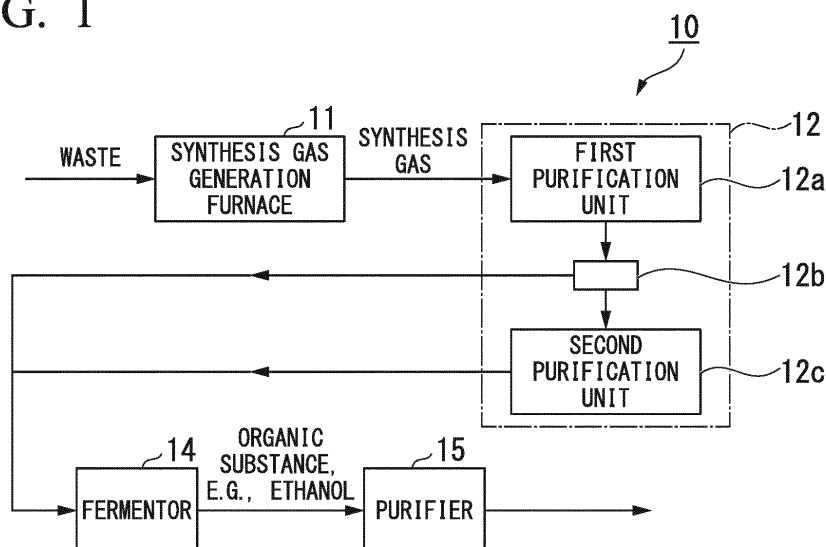 G. 1
10
11
12
WASTE
SYNTHESIS GAS
GENERATION
FURNACE
SYNTHESIS
GAS
FIRST
PURIFICATION
UNIT
12a
12b
SECOND
PURIFICATION
UNIT
12c
14
ORGANIC
SUBSTANCE,
E.G., ETHANOL
15
FERMENTOR
PURIFIER